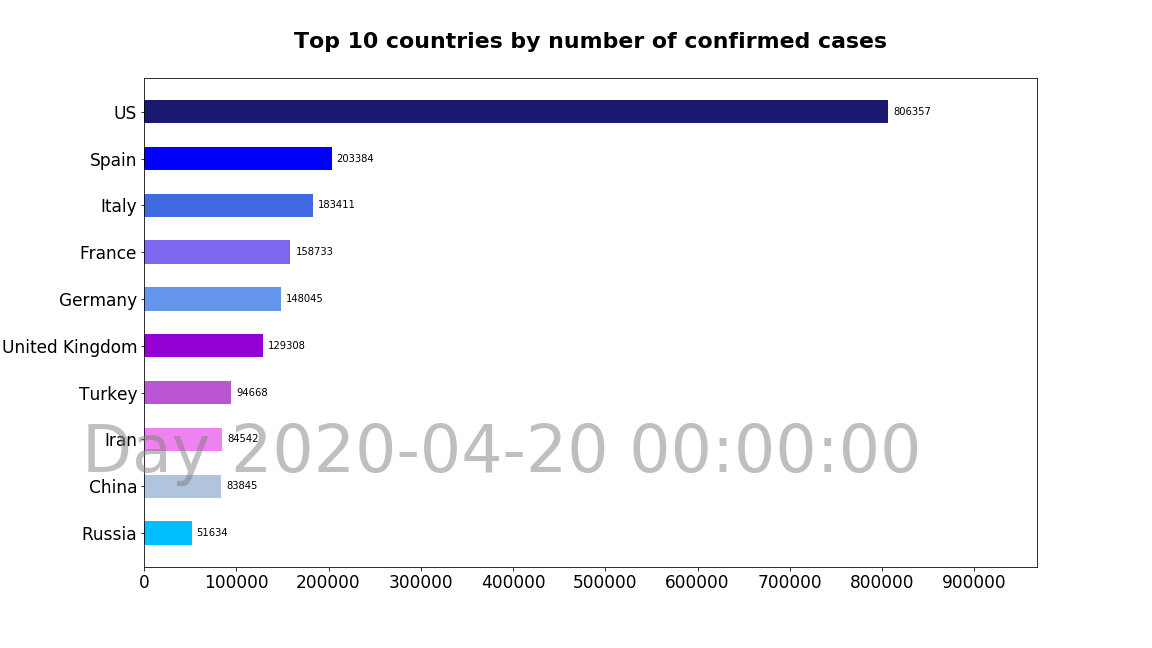 Top 10 countries by number of confirmed cases
US 806357
Spain 203384
Italy 183411
France 158733
Germany 148045
United Kingdom 129308
Turkey 94668
Iran 84542
Day 2020-04-20 00:00:00
China 83845
Russia 51634
0 100000 200000 300000 400000 500000 600000 700000 800000 900000